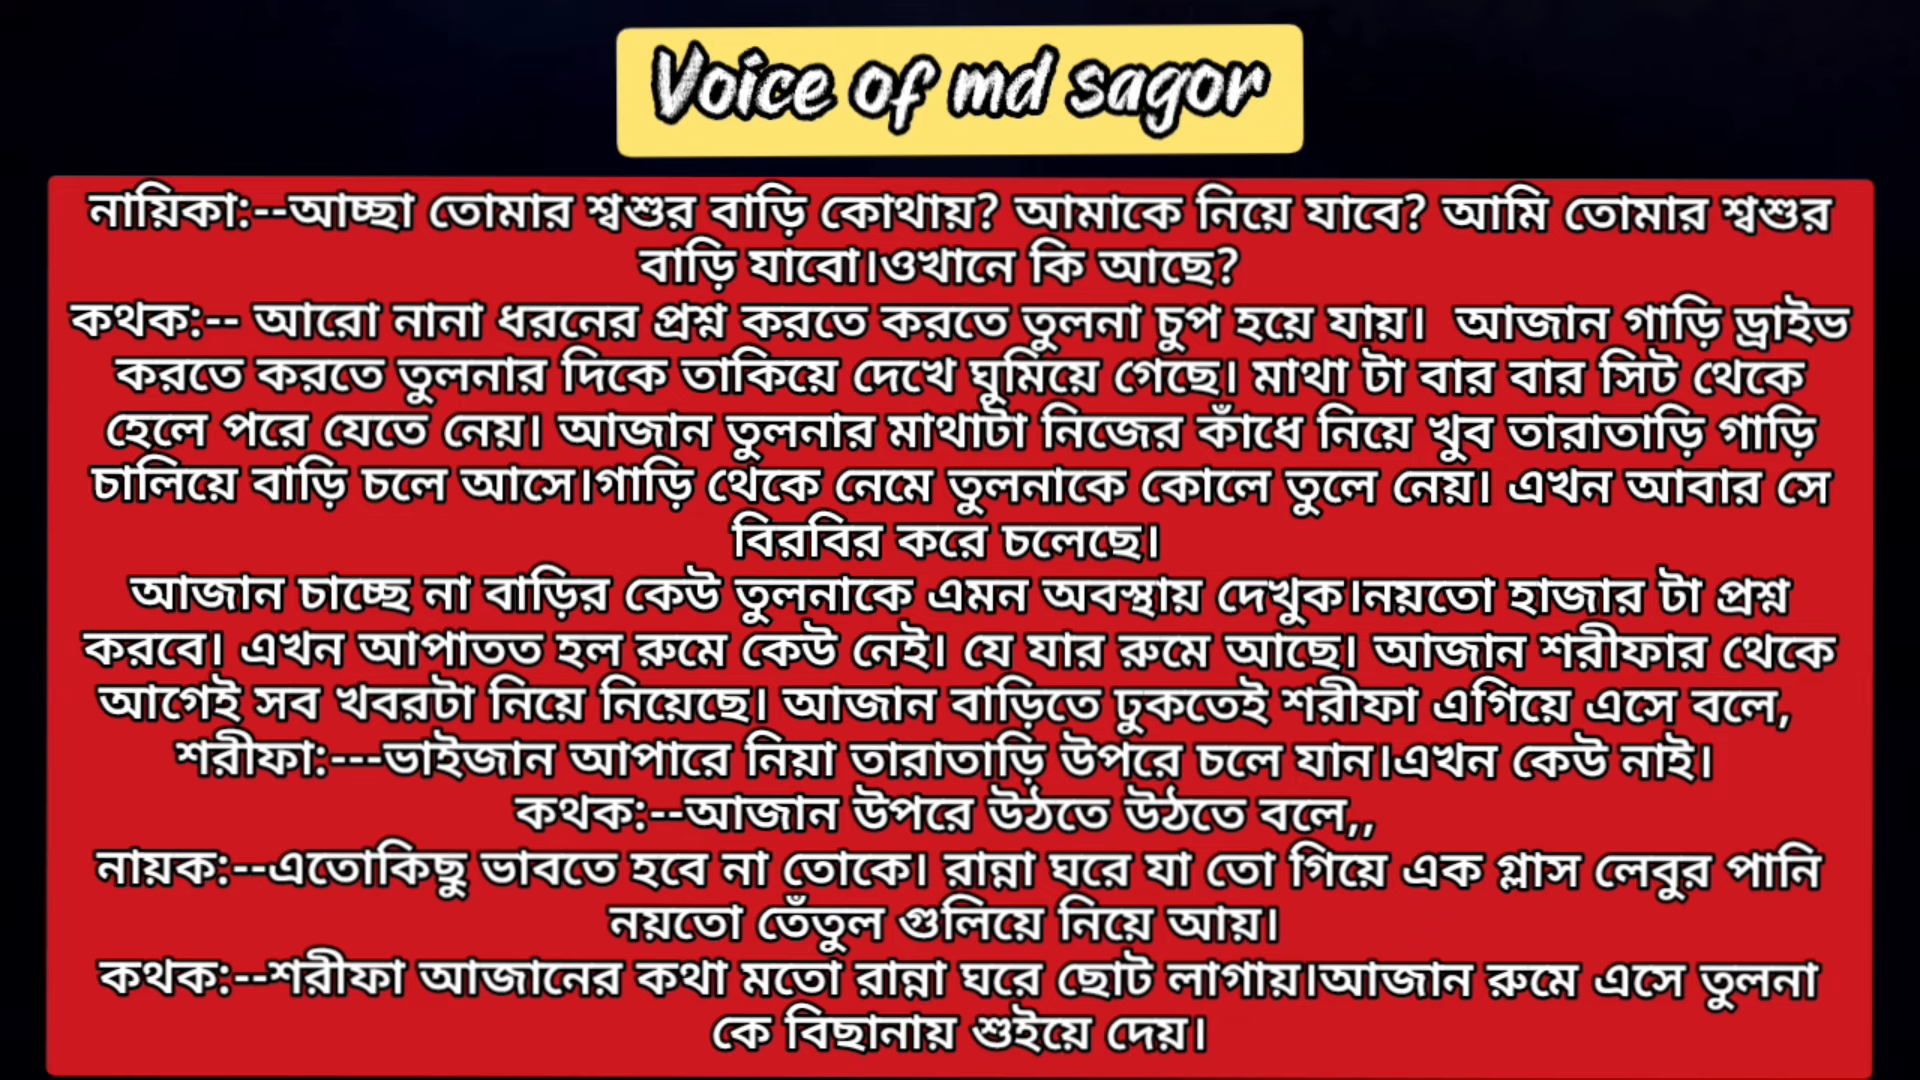 Voice of md sagor
নায়িকা:--আচ্ছা তোমার শ্বশুর বাড়ি কোথায়? আমাকে নিয়ে যাবে? আমি তোমার শ্বশুর
বাড়ি যাবো।ওখানে কি আছে?
কথক:-- আরো নানা ধরনের প্রশ্ন করতে করতে তুলনা চুপ হয়ে যায়। আজান গাড়ি ড্রাইভ
করতে করতে তুলনার দিকে তাকিয়ে দেখে ঘুমিয়ে গেছে। মাথা টা বার বার সিট থেকে
হেলে পরে যেতে নেয়। আজান তুলনার মাথাটা নিজের কাঁধে নিয়ে খুব তারাতাড়ি গাড়ি
চালিয়ে বাড়ি চলে আসে।গাড়ি থেকে নেমে তুলনাকে কোলে তুলে নেয়। এখন আবার সে
বিরবির করে চলেছে।
আজান চাচ্ছে না বাড়ির কেউ তুলনাকে এমন অবস্থায় দেখুক।নয়তো হাজার টা প্রশ্ন
করবে। এখন আপাতত হল রুমে কেউ নেই। যে যার রুমে আছে। আজান শরীফার থেকে
আগেই সব খবরটা নিয়ে নিয়েছে। আজান বাড়িতে ঢুকতেই শরীফা এগিয়ে এসে বলে,
শরীফা:---ভাইজান আপারে নিয়া তারাতাড়ি উপরে চলে যান।এখন কেউ নাই।
কথক:--আজান উপরে উঠতে উঠতে বলে,,
নায়ক:--এতোকিছু ভাবতে হবে না তোকে। রান্না ঘরে যা তো গিয়ে এক গ্লাস লেবুর পানি
নয়তো তেঁতুল গুলিয়ে নিয়ে আয়।
কথক:--শরীফা আজানের কথা মতো রান্না ঘরে ছোট লাগায়।আজান রুমে এসে তুলনা
কে বিছানায় শুইয়ে দেয়।